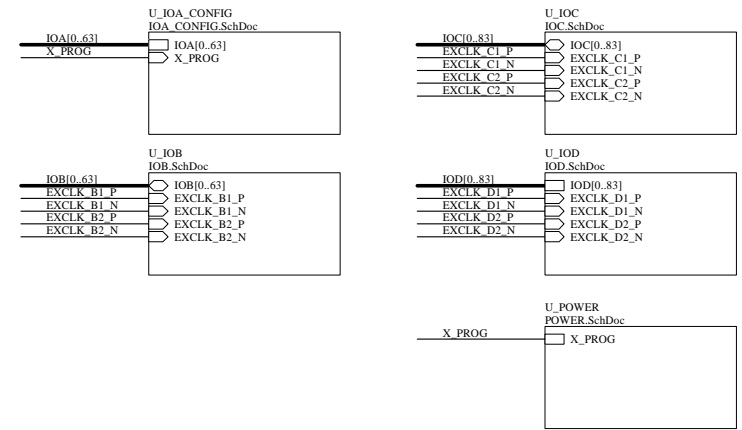 U_IOA_CONFIG
IOA_CONFIG.SchDoc
IOA[0..63]
IOA[0..63]
X_PROG
X_PROG
U_IOC
IOC.SchDoc
IOC[0..83]
IOC[0..83]
EXCLK_C1_P
EXCLK_C1_P
EXCLK_C1_N
EXCLK_C1_N
EXCLK_C2_P
EXCLK_C2_P
EXCLK_C2_N
EXCLK_C2_N
U_IOB
IOB.SchDoc
IOB[0..63]
IOB[0..63]
EXCLK_B1_P
EXCLK_B1_P
EXCLK_B1_N
EXCLK_B1_N
EXCLK_B2_P
EXCLK_B2_P
EXCLK_B2_N
EXCLK_B2_N
U_IOD
IOD.SchDoc
IOD[0..83]
IOD[0..83]
EXCLK_D1_P
EXCLK_D1_P
EXCLK_D1_N
EXCLK_D1_N
EXCLK_D2_P
EXCLK_D2_P
EXCLK_D2_N
EXCLK_D2_N
U_POWER
POWER.SchDoc
X_PROG
X_PROG